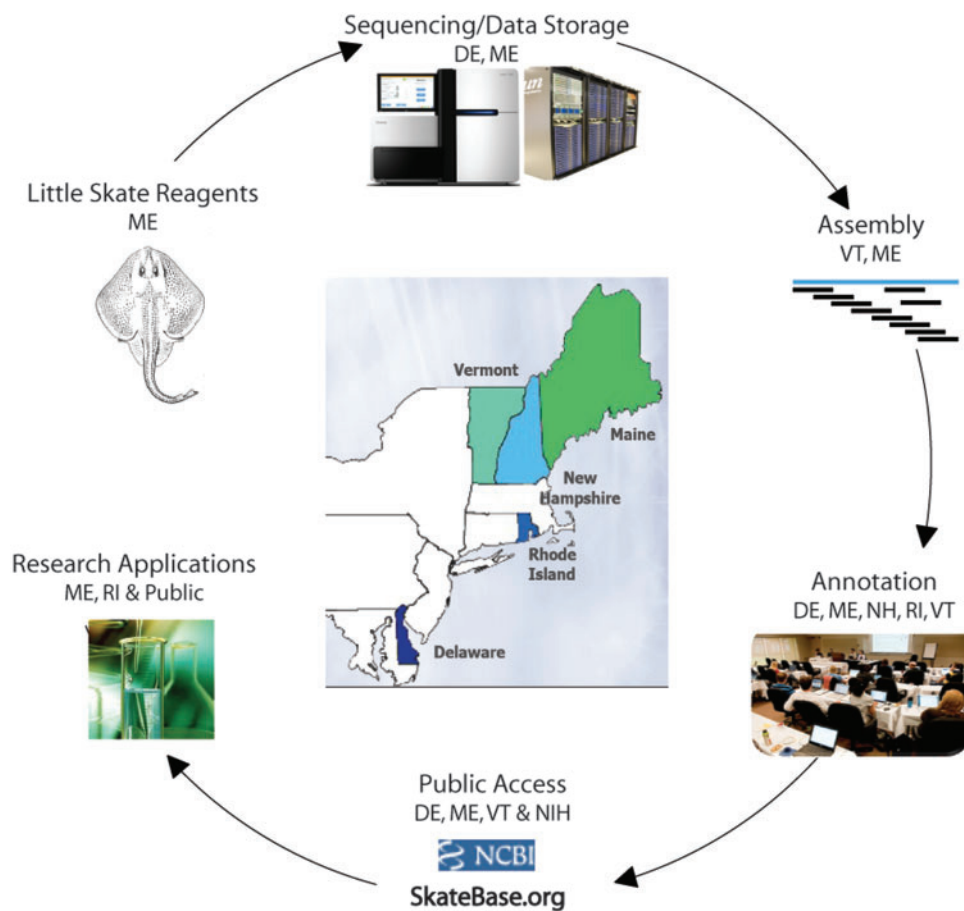 Sequencing/Data Storage
DE, ME
Little Skate Reagents
ME
Assembly
VT, ME
Vermont
Maine
New
Hampshire
Rhode
Island
Delaware
Research Applications
ME, RI & Public
Annotation
DE, ME, NH, RI, VT
Public Access
DE, ME, VT & NIH
NCBI
SkateBase.org